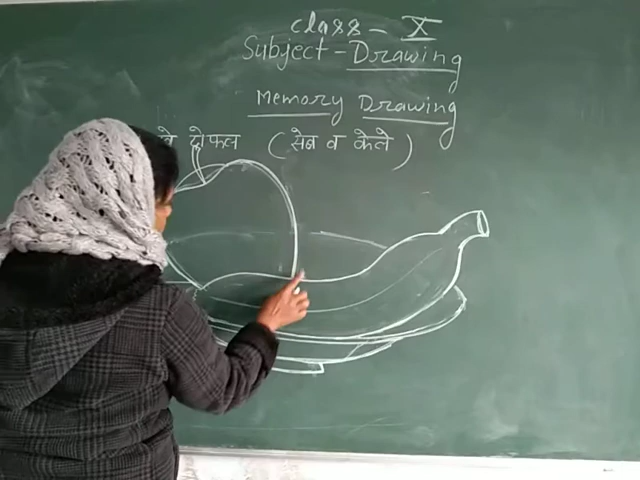 class - X
Subject - Drawing
Memory Drawing
दो फल (सेब व केले)